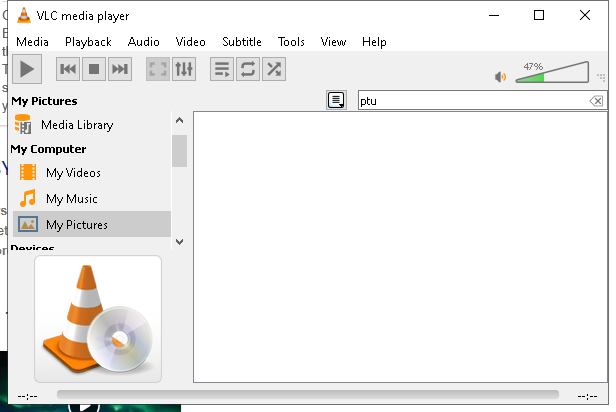 VLC media player
Media Playback Audio Video Subtitle Tools View Help
47%
My Pictures
ptu
Media Library
My Computer
My Videos
My Music
My Pictures
Devices
--:-- --:--